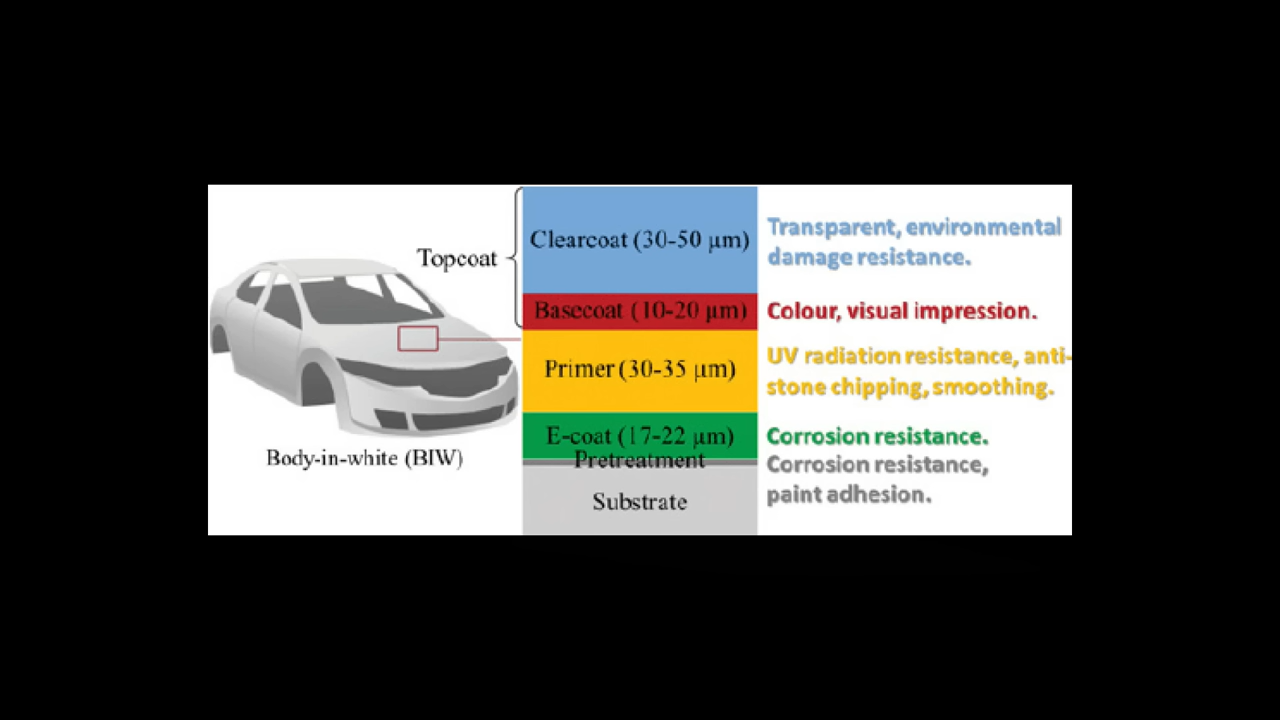 Topcoat
Clearcoat (30-50 μm)
Basecoat (10-20 μm)
Primer (30-35 μm)
E-coat (17-22 μm)
Pretreatment
Substrate
Body-in-white (BIW)
Transparent, environmental
damage resistance.
Colour, visual impression.
UV radiation resistance, anti-
stone chipping, smoothing.
Corrosion resistance.
Corrosion resistance,
paint adhesion.